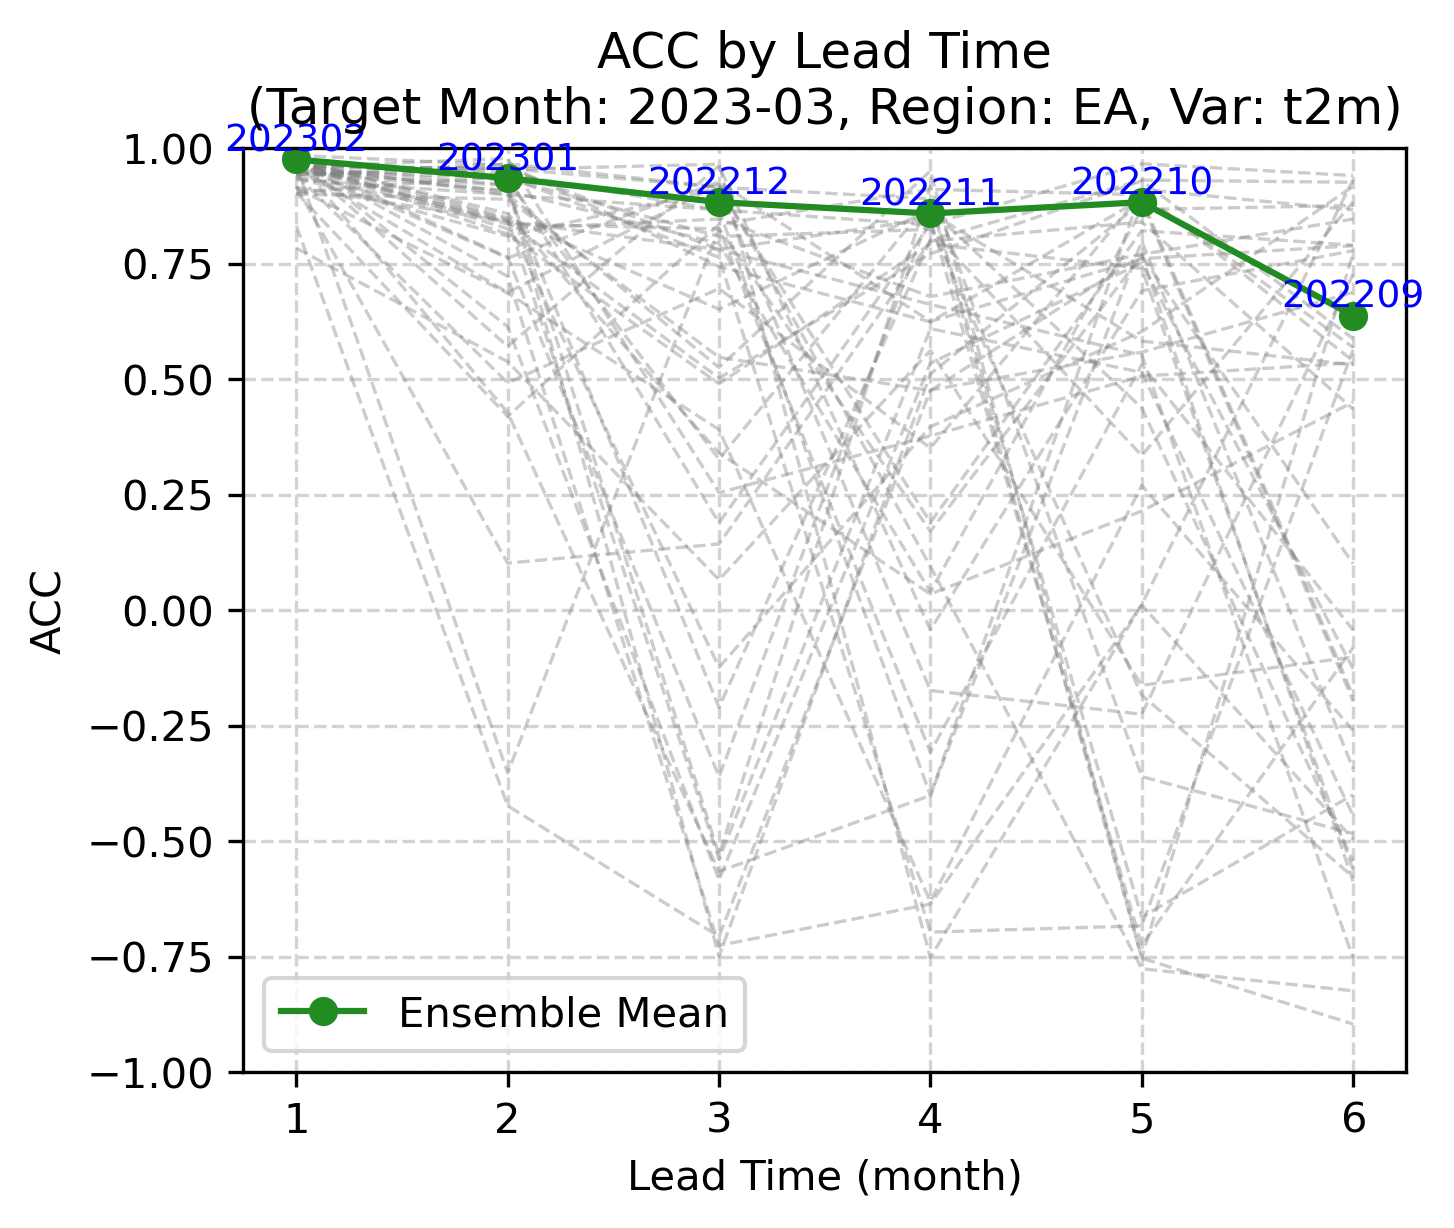 ACC by Lead Time
(Target Month: 2023-03, Region: EA, Var: t2m)
202302
202301
202212
202211
202210
202209
1.00
0.75
0.50
0.25
0.00
−0.25
−0.50
−0.75
−1.00
ACC
Ensemble Mean
1 2 3 4 5 6
Lead Time (month)